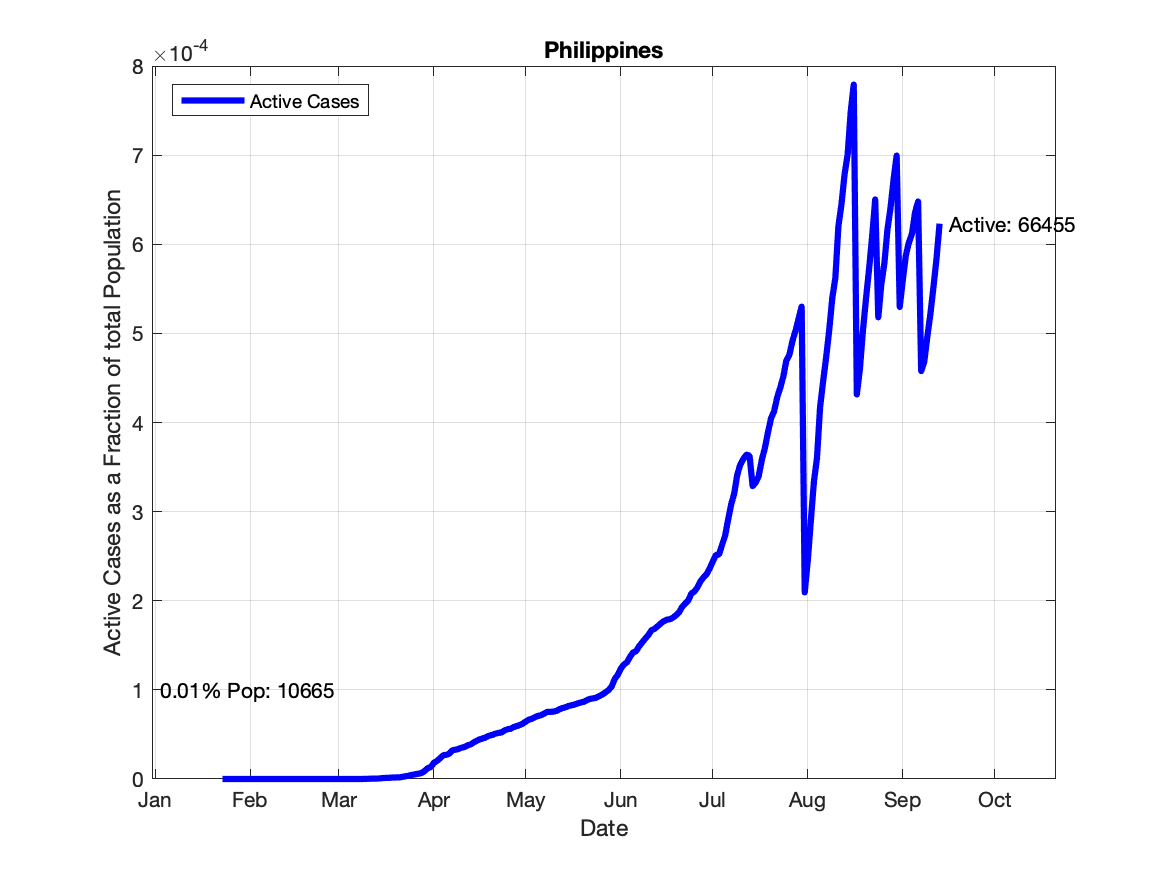 Philippines
×10-4
Active Cases
8
7
6
5
4
3
2
1
0
Active Cases as a Fraction of total Population
Active: 66455
0.01% Pop: 10665
Jan Feb Mar Apr May Jun Jul Aug Sep Oct
Date